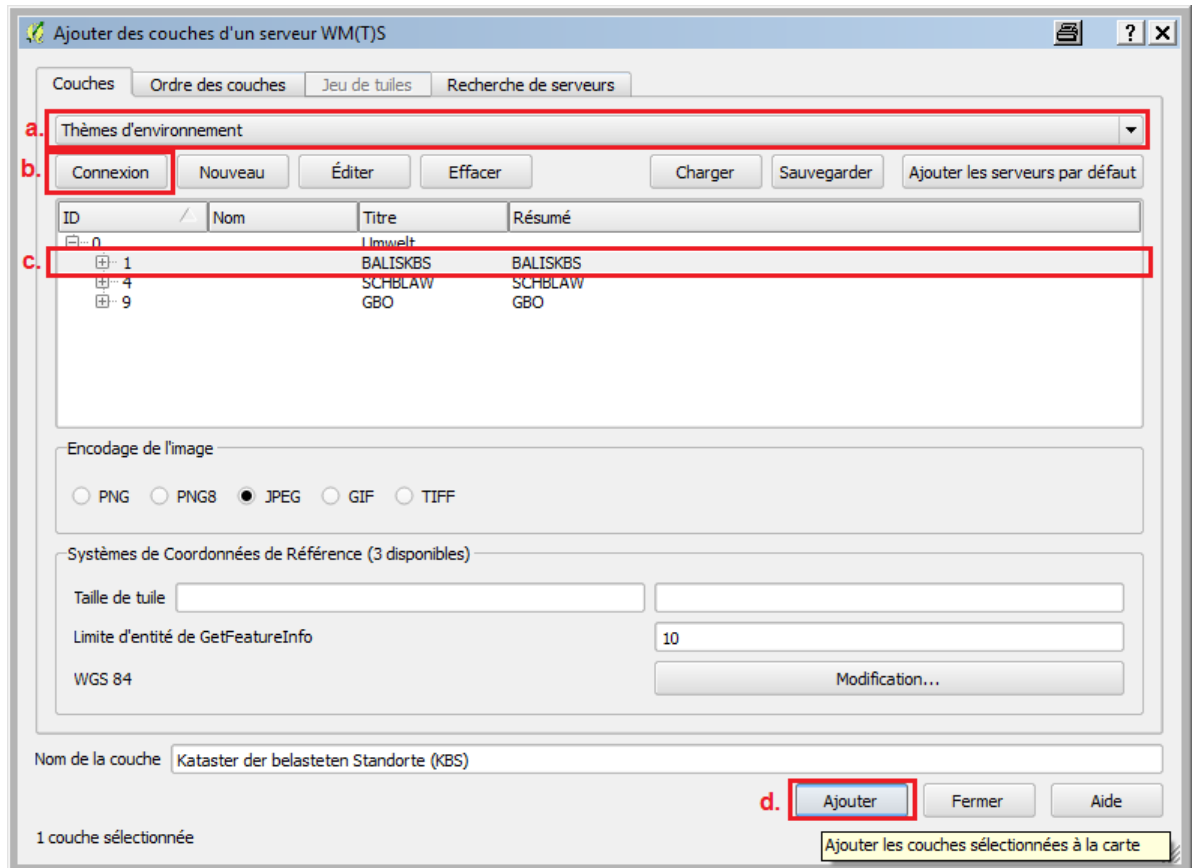 Ajouter des couches d'un serveur WM(T)S
Couches Ordre des couches Jeu de tuiles Recherche de serveurs
a. Thèmes d'environnement
b. Connexion Nouveau Éditer Effacer Charger Sauvegarder Ajouter les serveurs par défaut
ID Nom Titre Résumé
0 Umwelt
c. 1 BALISKBS BALISKBS
4 SCHBLAW SCHBLAW
9 GBO GBO
Encodage de l'image
PNG PNG8 JPEG GIF TIFF
Systèmes de Coordonnées de Référence (3 disponibles)
Taille de tuile
Limite d'entité de GetFeatureInfo 10
WGS 84 Modification...
Nom de la couche Kataster der belasteten Standorte (KBS)
d. Ajouter Fermer Aide
1 couche sélectionnée
Ajouter les couches sélectionnées à la carte